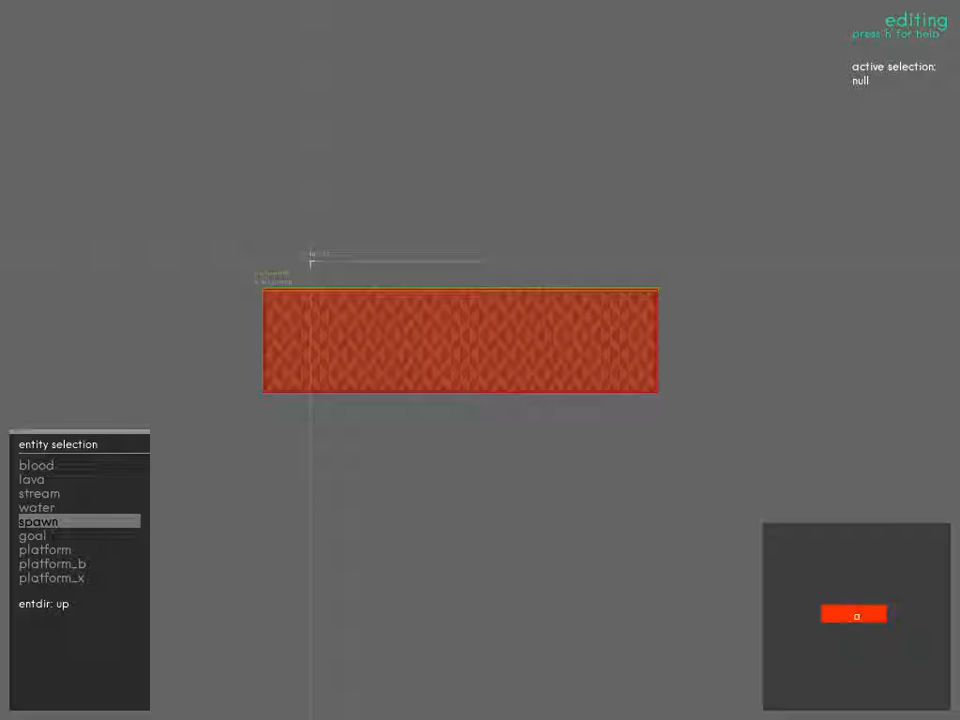 editing
press 'h' for help
active selection:
null
entity selection
blood
lava
stream
water
spawn
goal
platform
platform_b
platform_x
entdir: up